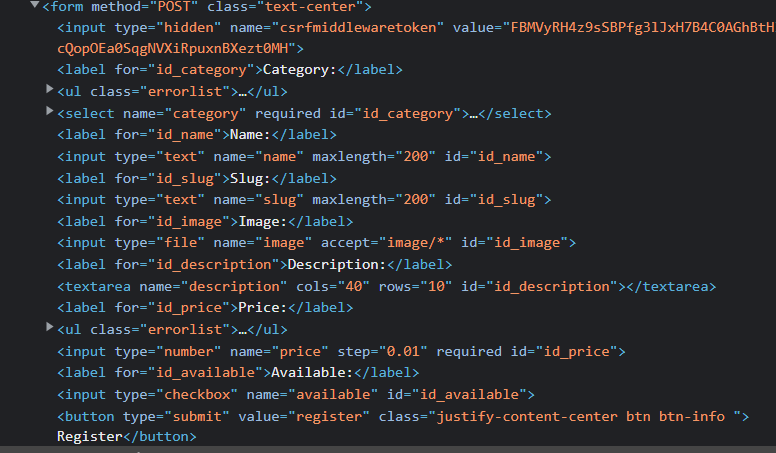 <form method="POST" class="text-center">
<input type="hidden" name="csrfmiddlewaretoken" value="FBMVyRH4z9sSBPfg3lJxH7B4C0AGhBtH
cQopOEa0SqgNVXiRpuxnBXezt0MH">
<label for="id_category">Category:</label>
<ul class="errorlist">…</ul>
<select name="category" required id="id_category">…</select>
<label for="id_name">Name:</label>
<input type="text" name="name" maxlength="200" id="id_name">
<label for="id_slug">Slug:</label>
<input type="text" name="slug" maxlength="200" id="id_slug">
<label for="id_image">Image:</label>
<input type="file" name="image" accept="image/*" id="id_image">
<label for="id_description">Description:</label>
<textarea name="description" cols="40" rows="10" id="id_description"></textarea>
<label for="id_price">Price:</label>
<ul class="errorlist">…</ul>
<input type="number" name="price" step="0.01" required id="id_price">
<label for="id_available">Available:</label>
<input type="checkbox" name="available" id="id_available">
<button type="submit" value="register" class="justify-content-center btn btn-info ">
Register</button>